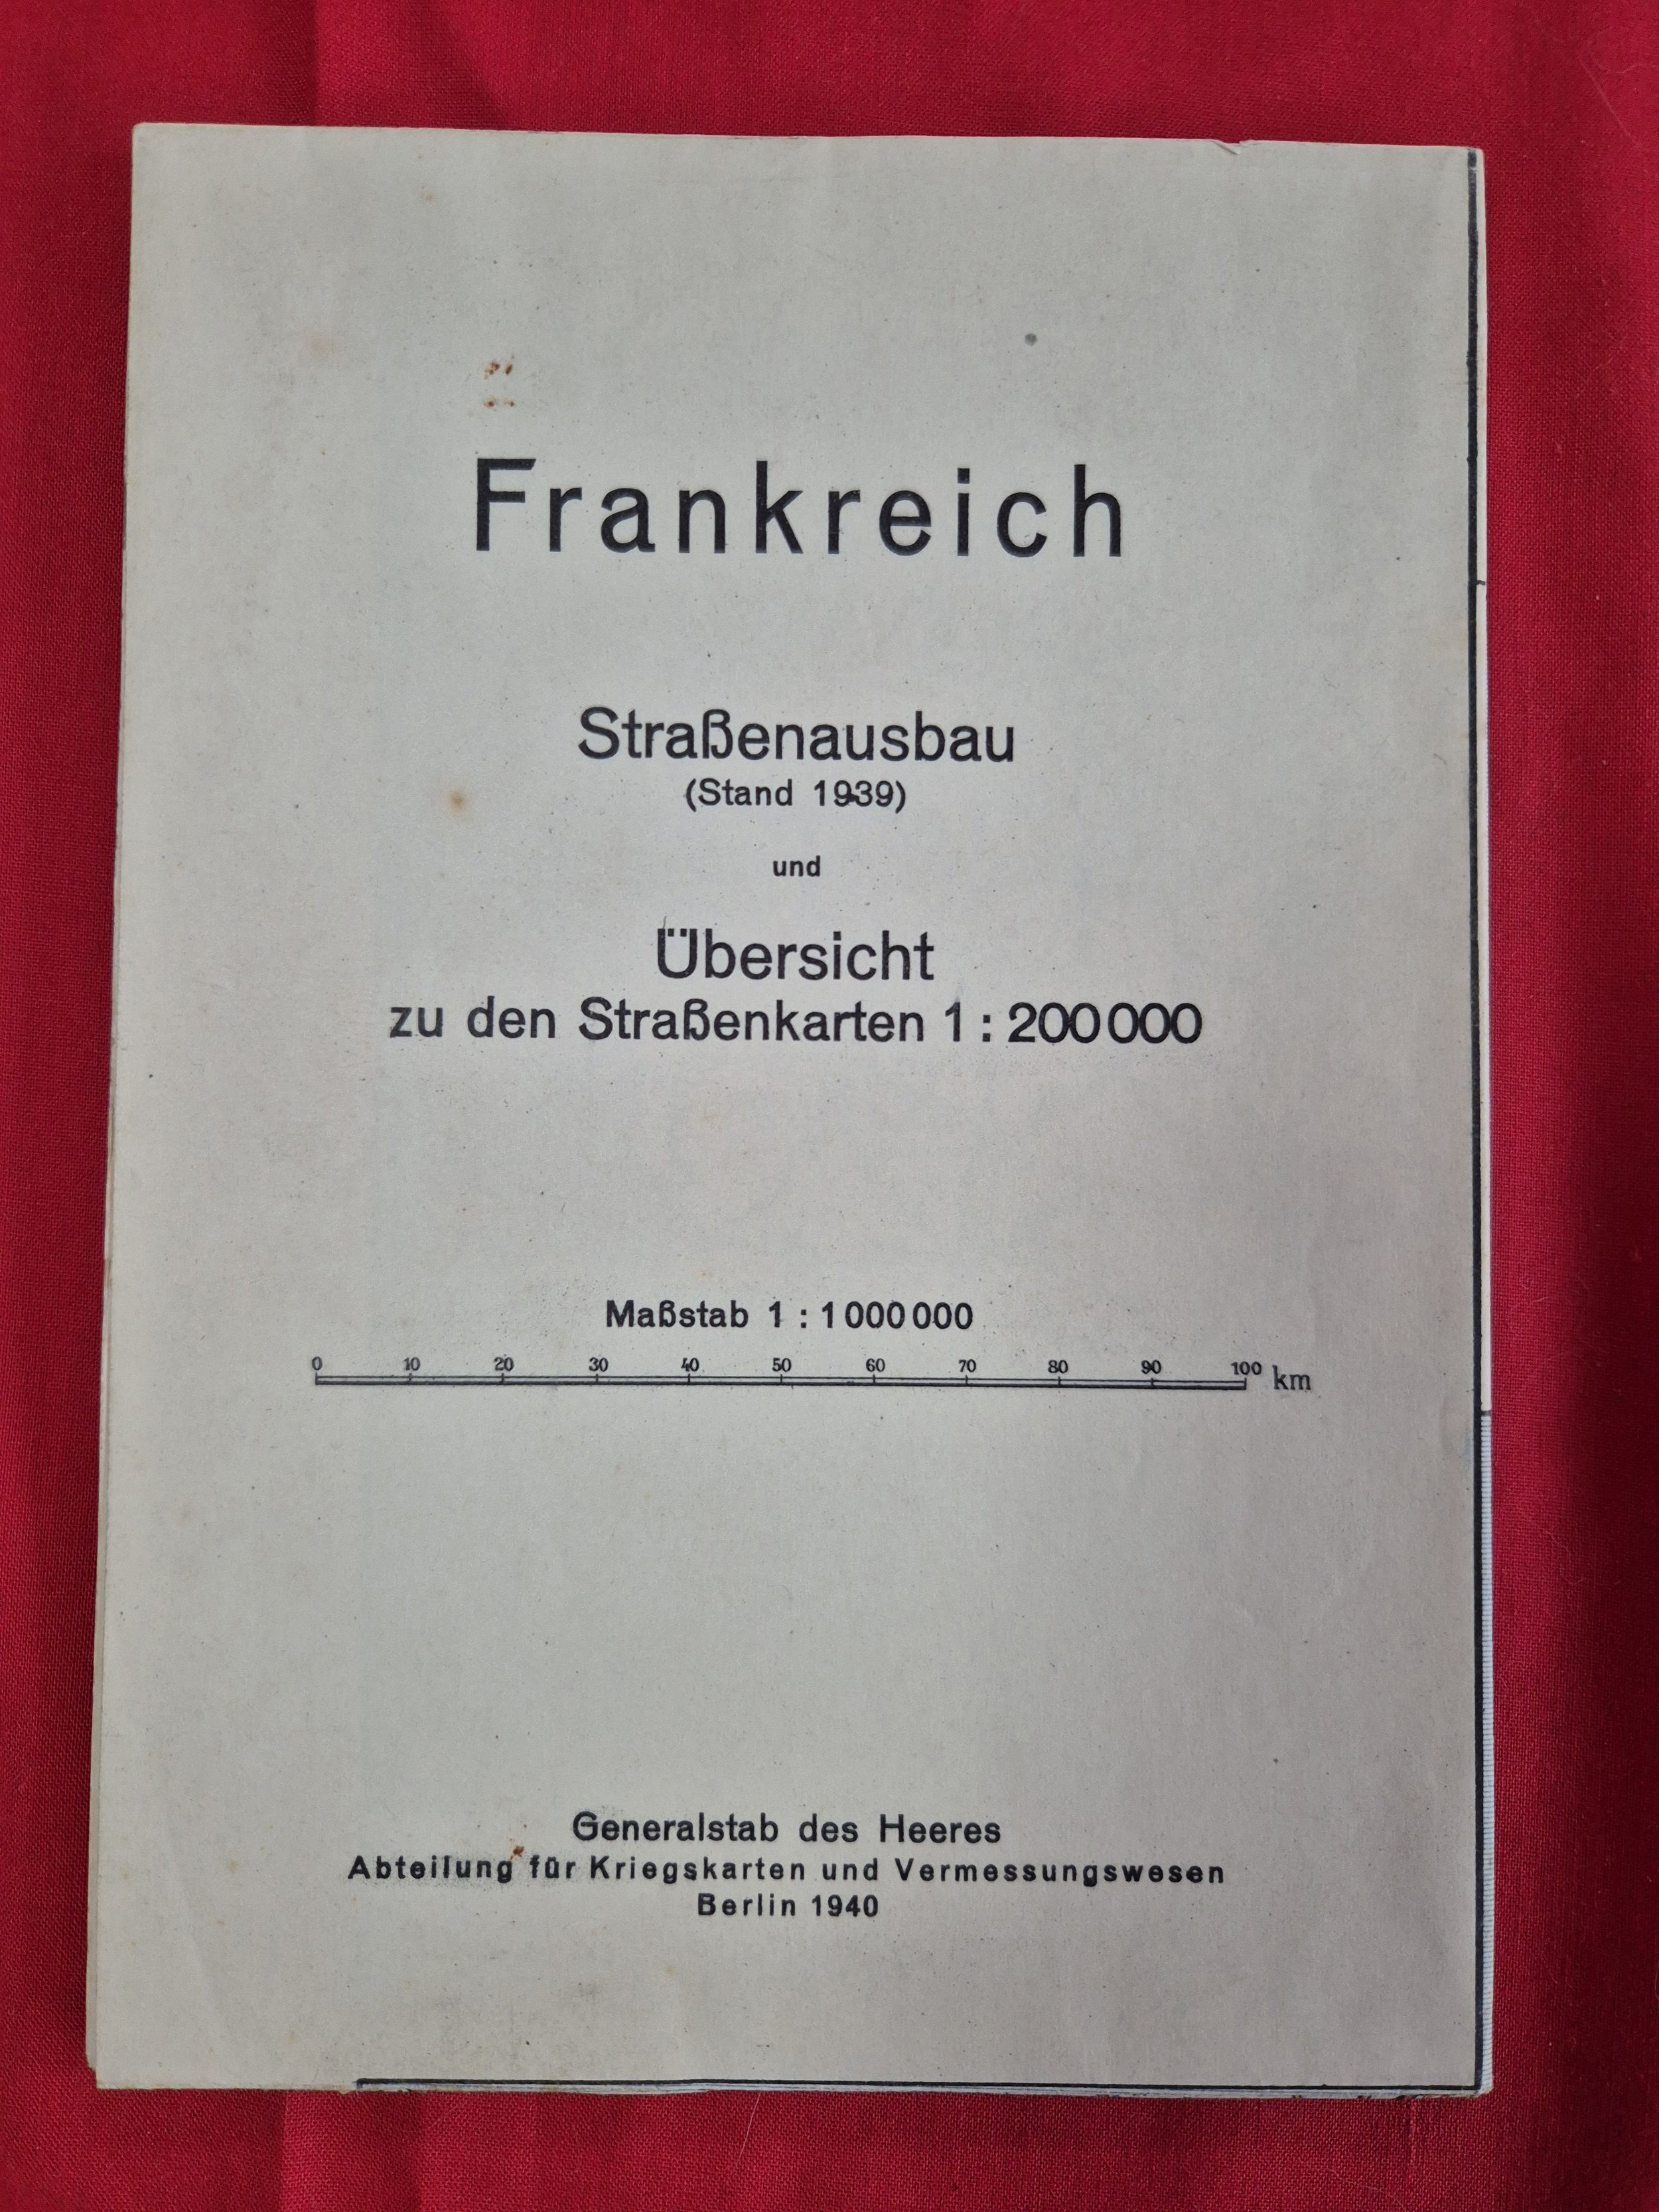 Frankreich
Straßenausbau
(Stand 1939)
und
Übersicht
zu den Straßenkarten 1 : 200 000
Maßstab 1 : 1 000 000
0 10 20 30 40 50 60 70 80 90 100 km
Generalstab des Heeres
Abteilung für Kriegskarten und Vermessungswesen
Berlin 1940